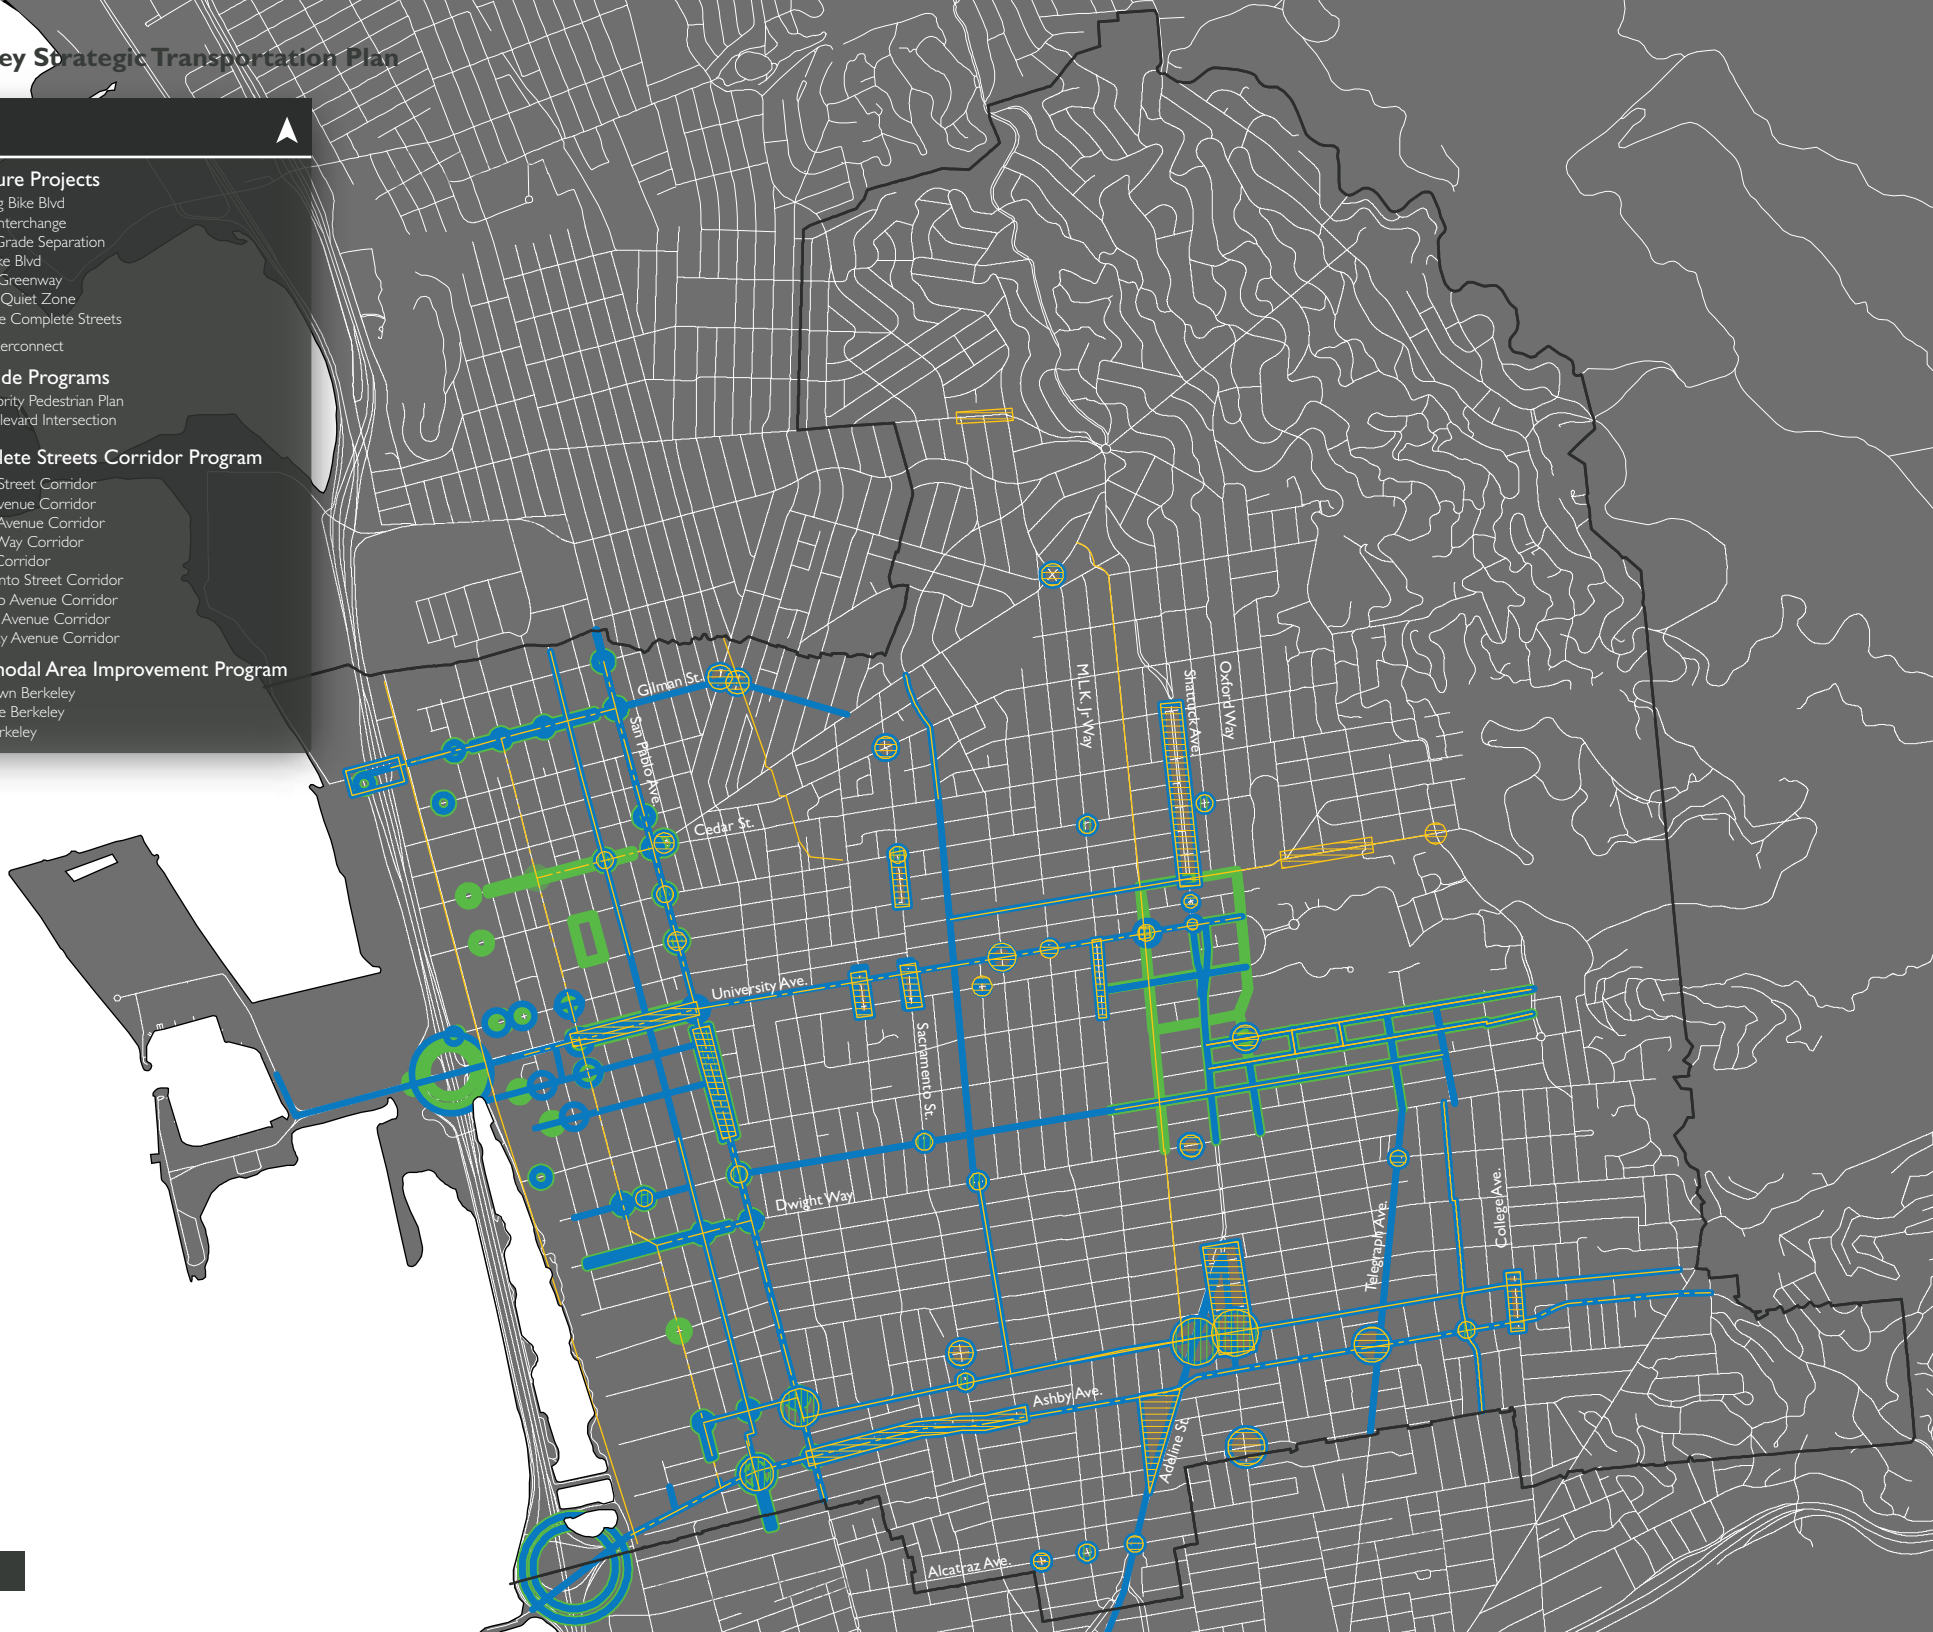 ey Strategic Transportation Plan
ure Projects
g Bike Blvd
nterchange
Grade Separation
ke Blvd
Greenway
Quiet Zone
e Complete Streets
erconnect
de Programs
ority Pedestrian Plan
levard Intersection
lete Streets Corridor Program
Street Corridor
venue Corridor
Avenue Corridor
Way Corridor
Corridor
nto Street Corridor
o Avenue Corridor
Avenue Corridor
y Avenue Corridor
nodal Area Improvement Program
wn Berkeley
e Berkeley
rkeley
Gilman St.
San Pablo Ave.
M.L.K. Jr Way
Shattuck Ave.
Oxford Way
Cedar St.
University Ave.
Sacramento St.
Dwight Way
Telegraph Ave.
College Ave.
Ashby Ave.
Adeline St.
Alcatraz Ave.